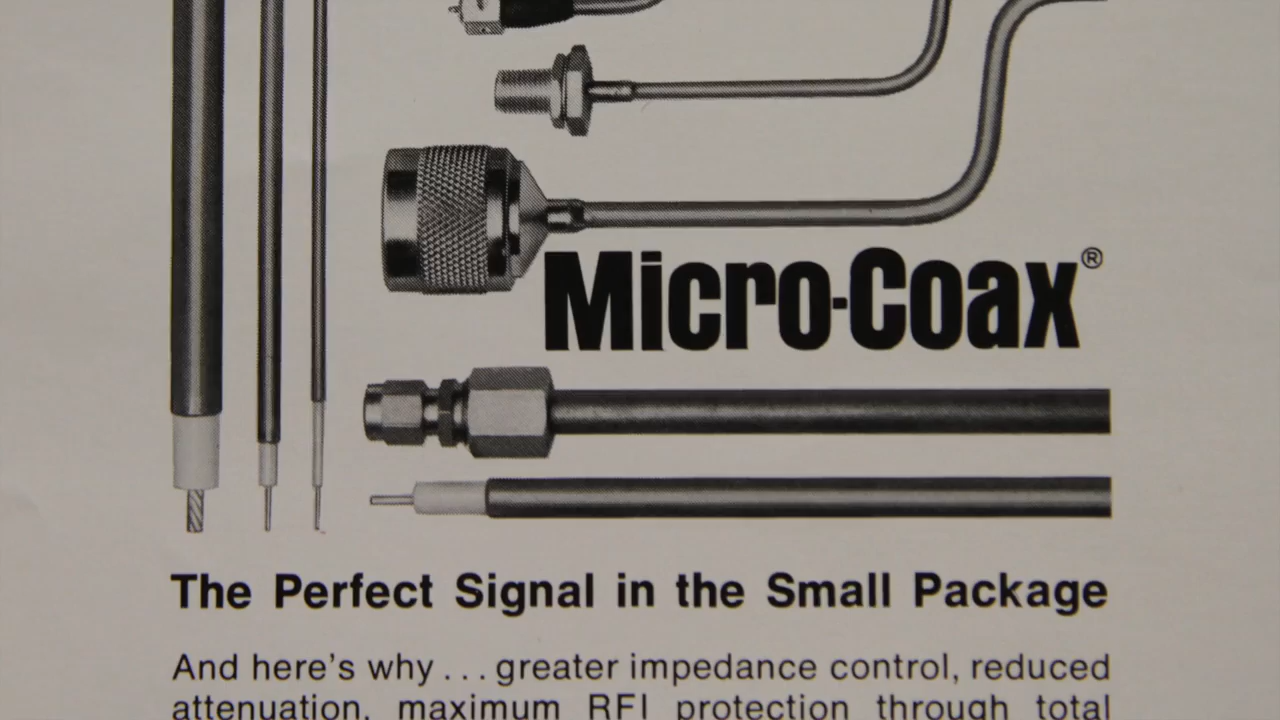 Micro-Coax®
The Perfect Signal in the Small Package
And here's why...greater impedance control, reduced
attenuation, maximum RFI protection through total